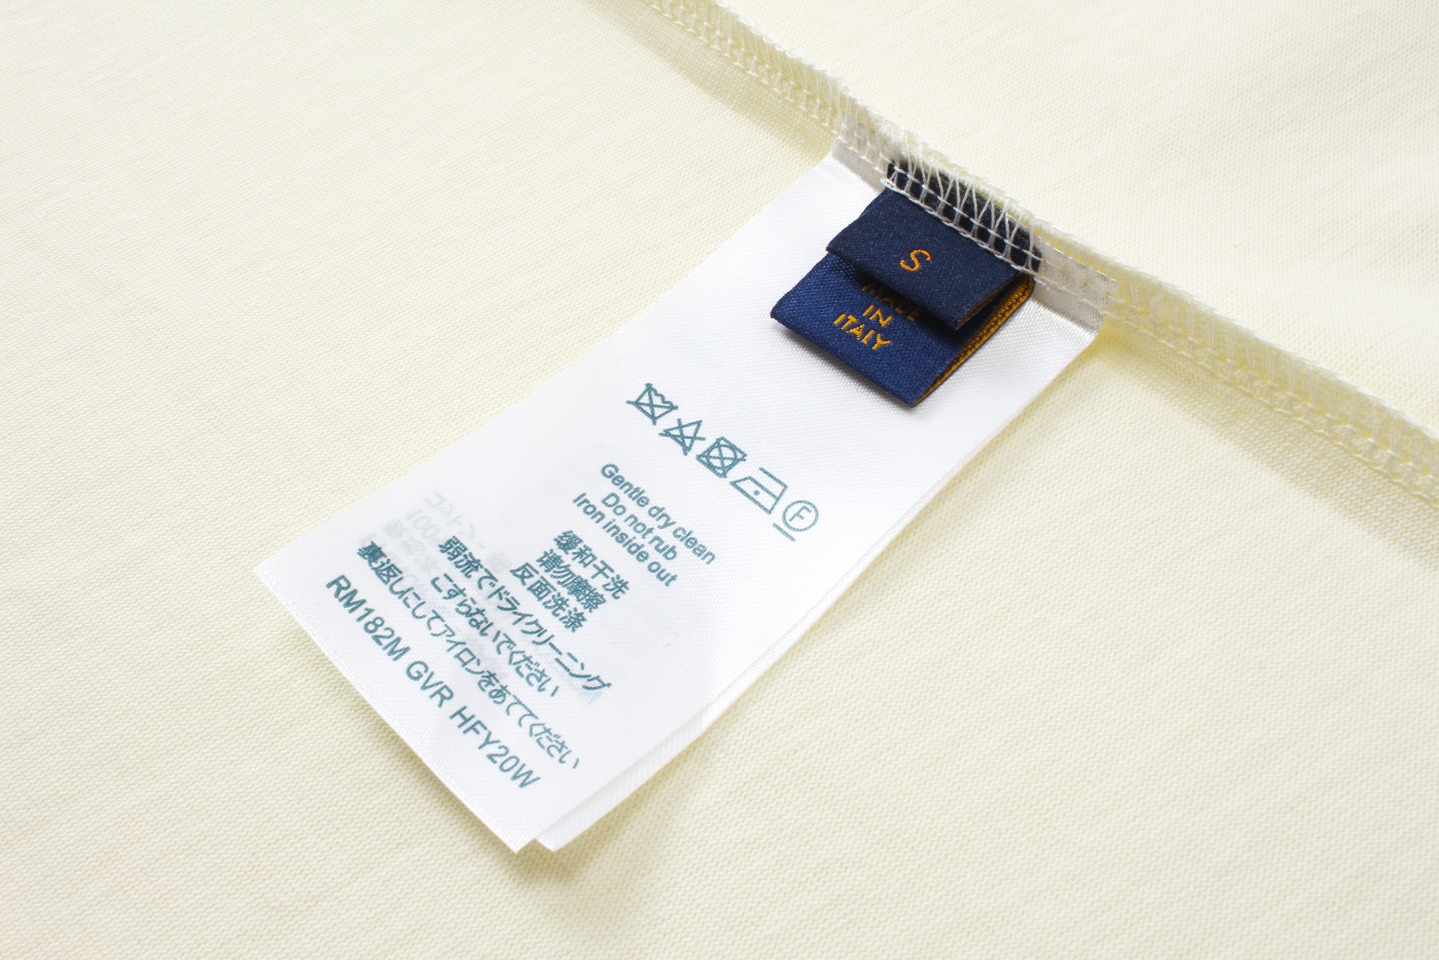 S
MADE
IN
ITALY
F
Gentle dry clean
Do not rub
Iron inside out
缓和干洗
请勿摩擦
反面洗涤
弱流でドライクリーニング
こすらないでください
裏返しにしてアイロンをあててください
RM182M GVR HFY20W